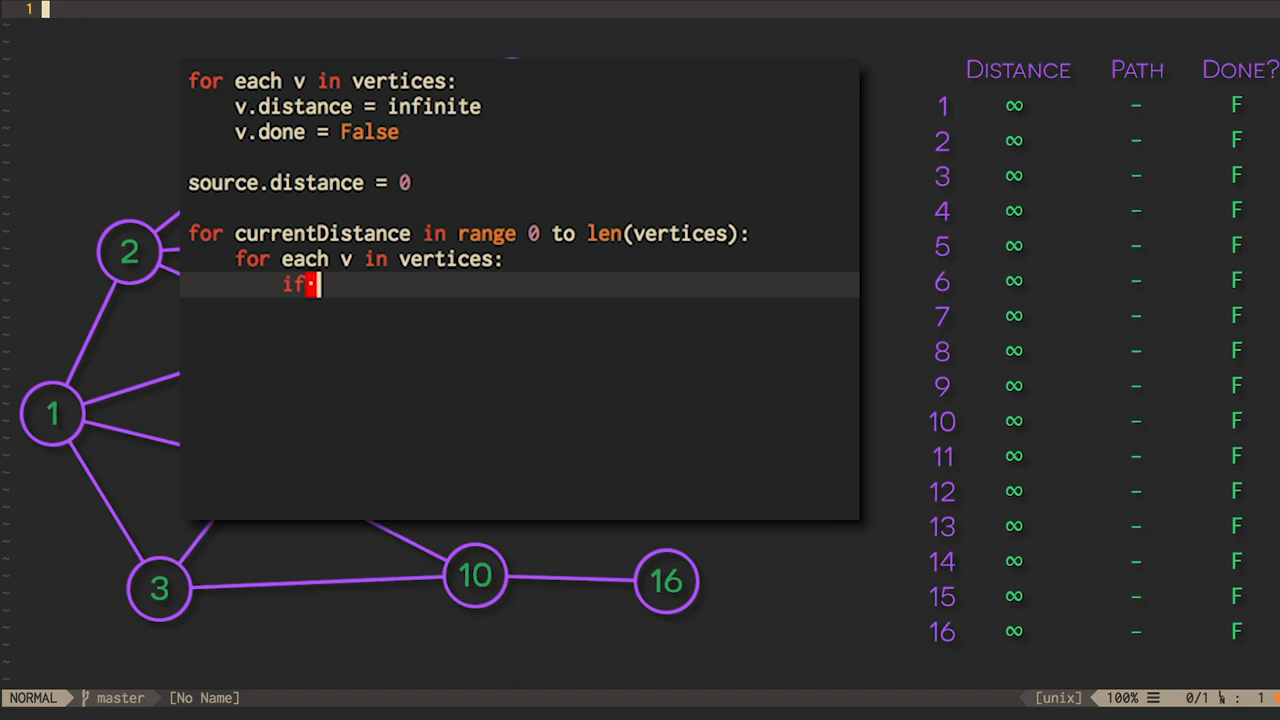 1
for each v in vertices:
v.distance = infinite
v.done = False
source.distance = 0
for currentDistance in range 0 to len(vertices):
for each v in vertices:
if
2
1
3
10
16
DISTANCE PATH DONE?
1 ∞ - F
2 ∞ - F
3 ∞ - F
4 ∞ - F
5 ∞ - F
6 ∞ - F
7 ∞ - F
8 ∞ - F
9 ∞ - F
10 ∞ - F
11 ∞ - F
12 ∞ - F
13 ∞ - F
14 ∞ - F
15 ∞ - F
16 ∞ - F
NORMAL master [No Name] [unix] 100% ☰ 0/1 : 1